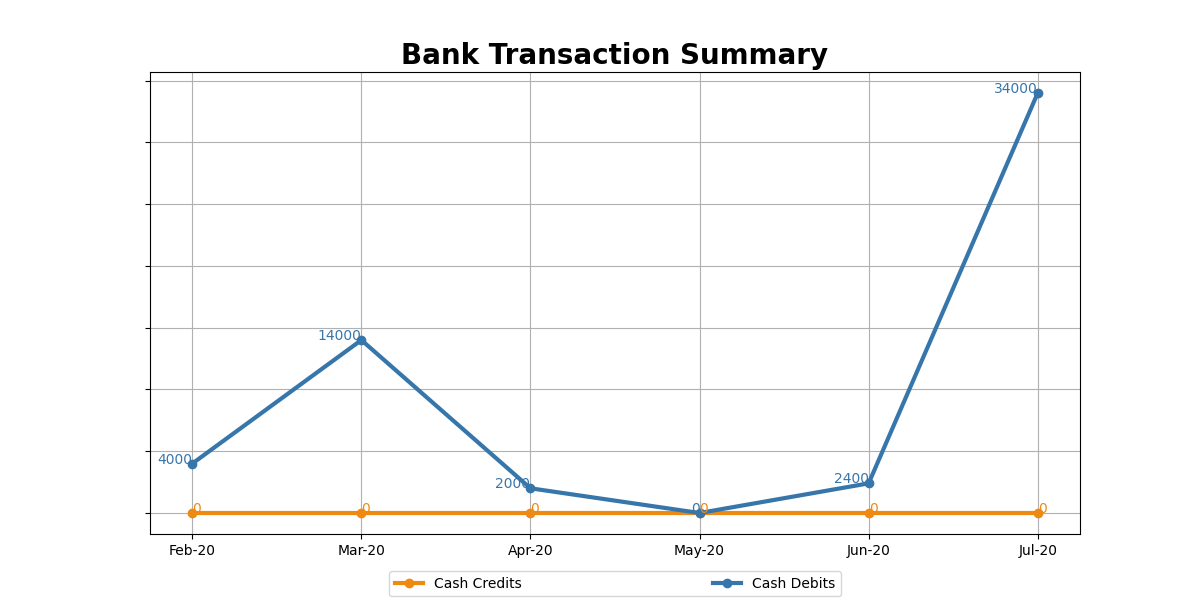 Bank Transaction Summary
34000
14000
4000
2000
2400
0 0 0 0 0 0 0
Feb-20 Mar-20 Apr-20 May-20 Jun-20 Jul-20
Cash Credits Cash Debits